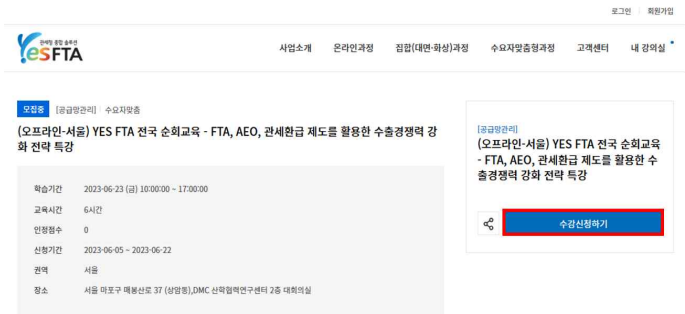 로그인 회원가입
관세행정 종합 솔루션
YesFTA
사업소개 온라인과정 집합(대면·화상)과정 수요자맞춤형과정 고객센터 내 강의실
모집중 [공급망관리] 수요자맞춤
(오프라인-서울) YES FTA 전국 순회교육 - FTA, AEO, 관세환급 제도를 활용한 수출경쟁력 강
화 전략 특강
학습기간 2023-06-23 (금) 10:00:00 ~ 17:00:00
교육시간 6시간
인정점수 0
신청기간 2023-06-05 ~ 2023-06-22
권역 서울
장소 서울 마포구 매봉산로 37 (상암동),DMC 산학협력연구센터 2층 대회의실
[공급망관리]
(오프라인-서울) YES FTA 전국 순회교육
- FTA, AEO, 관세환급 제도를 활용한 수
출경쟁력 강화 전략 특강
수강신청하기